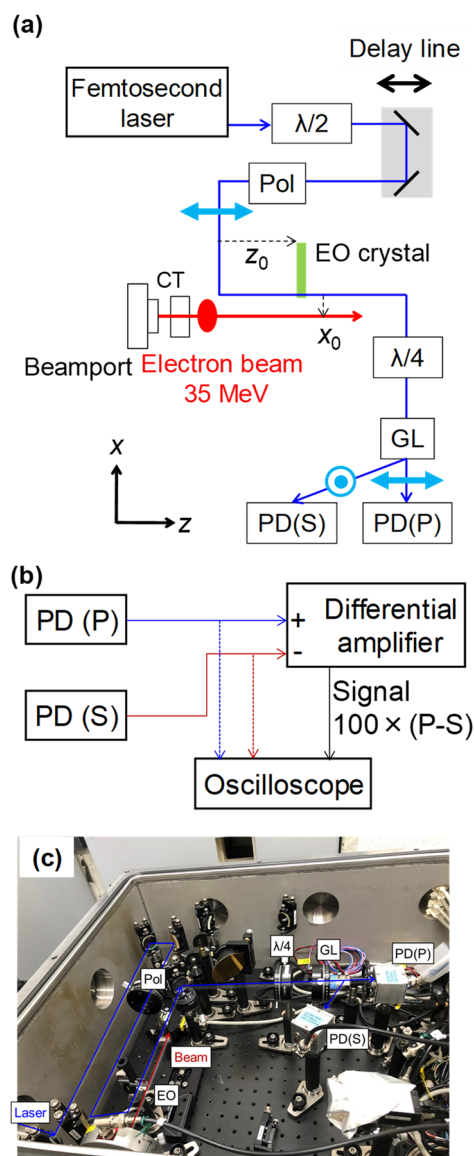 (a)
Delay line
Femtosecond
laser
λ/2
Pol
z0
EO crystal
CT
x0
Beamport
Electron beam
35 MeV
λ/4
x
z
GL
PD(S)
PD(P)
(b)
PD (P)
+
-
Differential
amplifier
PD (S)
Signal
100 × (P-S)
Oscilloscope
(c)
λ/4
GL
PD(P)
Pol
PD(S)
Beam
EO
Laser